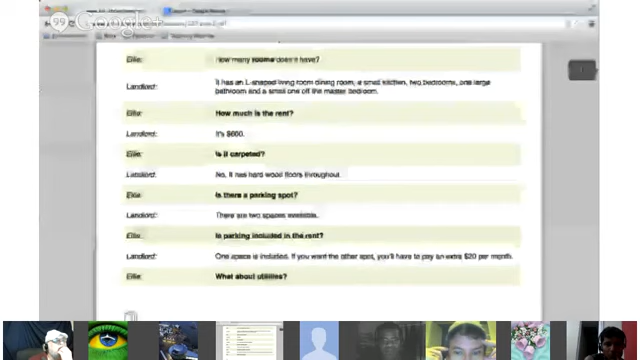 99 Google+
Ellie:
How many rooms does it have?
Landlord:
It has an L-shaped living room dining room, a small kitchen, two bedrooms, one large
bathroom and a small one off the master bedroom.
Ellie:
How much is the rent?
Landlord:
It's $600.
Ellie:
Is it carpeted?
Landlord:
No, it has hard wood floors throughout.
Ellie:
Is there a parking spot?
Landlord:
There are two spaces available.
Ellie:
Is parking included in the rent?
Landlord:
One space is included. If you want the other spot, you'll have to pay an extra $20 per month.
Ellie:
What about utilities?